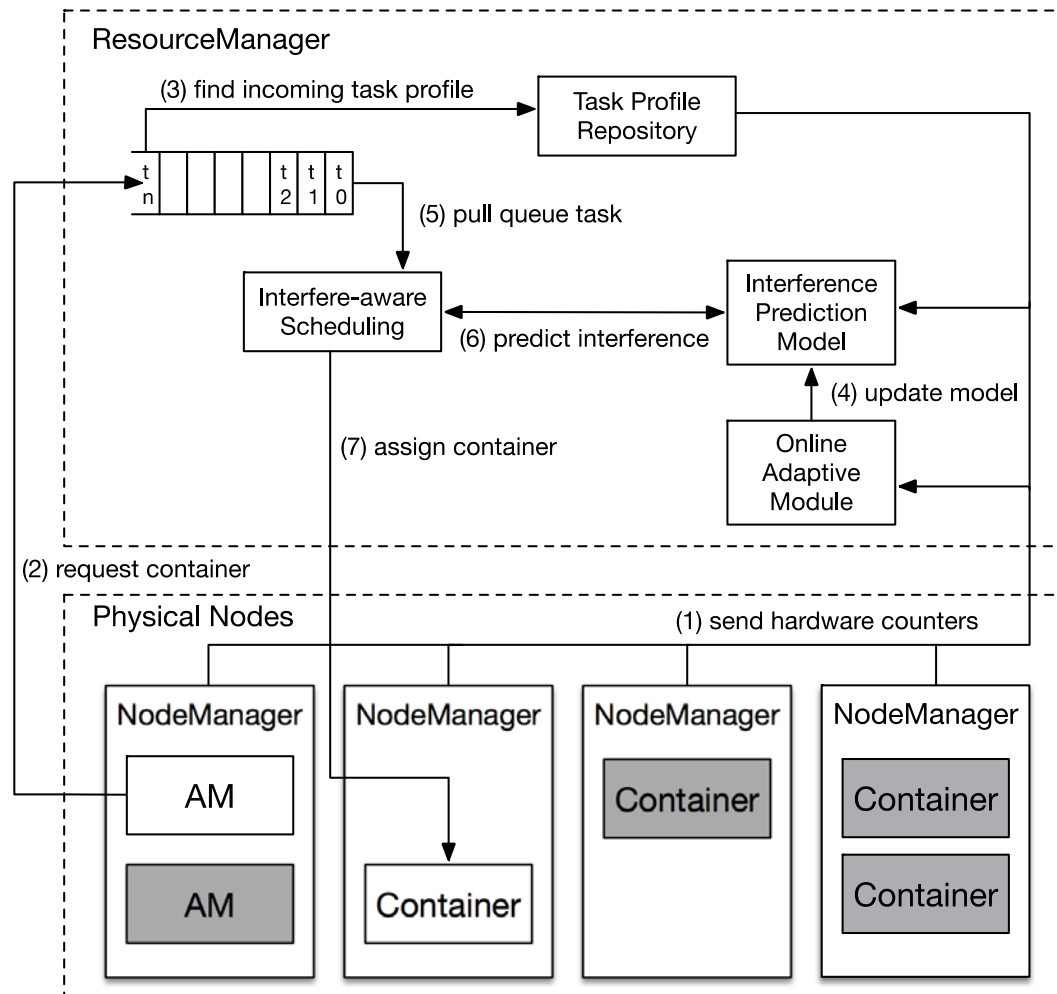 ResourceManager
(3) find incoming task profile
Task Profile
Repository
t
n
t
2
t
1
t
0
(5) pull queue task
Interfere-aware
Scheduling
(6) predict interference
Interference
Prediction
Model
(4) update model
(7) assign container
Online
Adaptive
Module
(2) request container
Physical Nodes
(1) send hardware counters
NodeManager
AM
AM
NodeManager
Container
NodeManager
Container
NodeManager
Container
Container